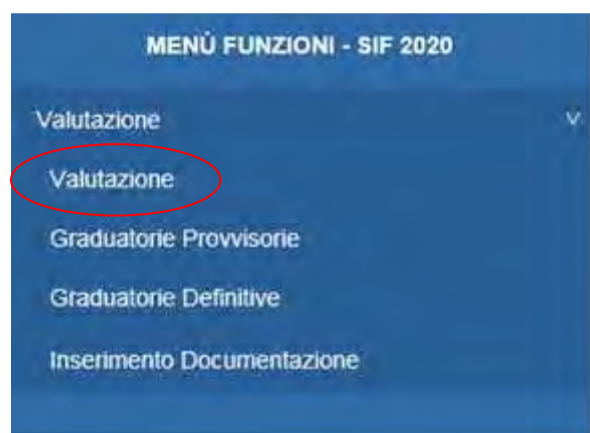 MENÙ FUNZIONI - SIF 2020
Valutazione v
Valutazione
Graduatorie Provvisorie
Graduatorie Definitive
Inserimento Documentazione